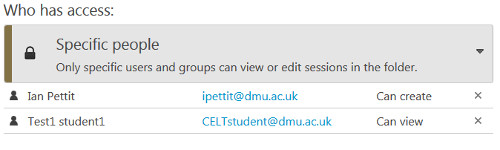 Who has access:
Specific people
Only specific users and groups can view or edit sessions in the folder.
Ian Pettit ipettit@dmu.ac.uk Can create ×
Test1 student1 CELTstudent@dmu.ac.uk Can view ×